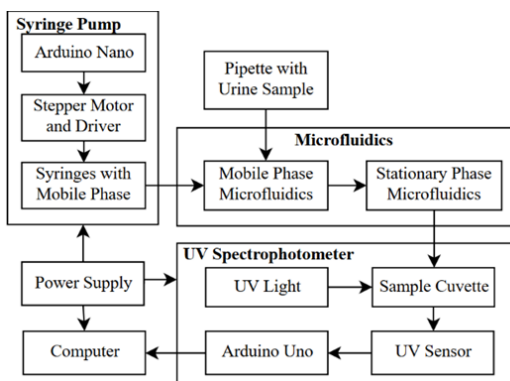 Syringe Pump
Arduino Nano
Stepper Motor
and Driver
Syringes with
Mobile Phase
Pipette with
Urine Sample
Microfluidics
Mobile Phase
Microfluidics
Stationary Phase
Microfluidics
UV Spectrophotometer
Power Supply
UV Light
Sample Cuvette
Computer
Arduino Uno
UV Sensor